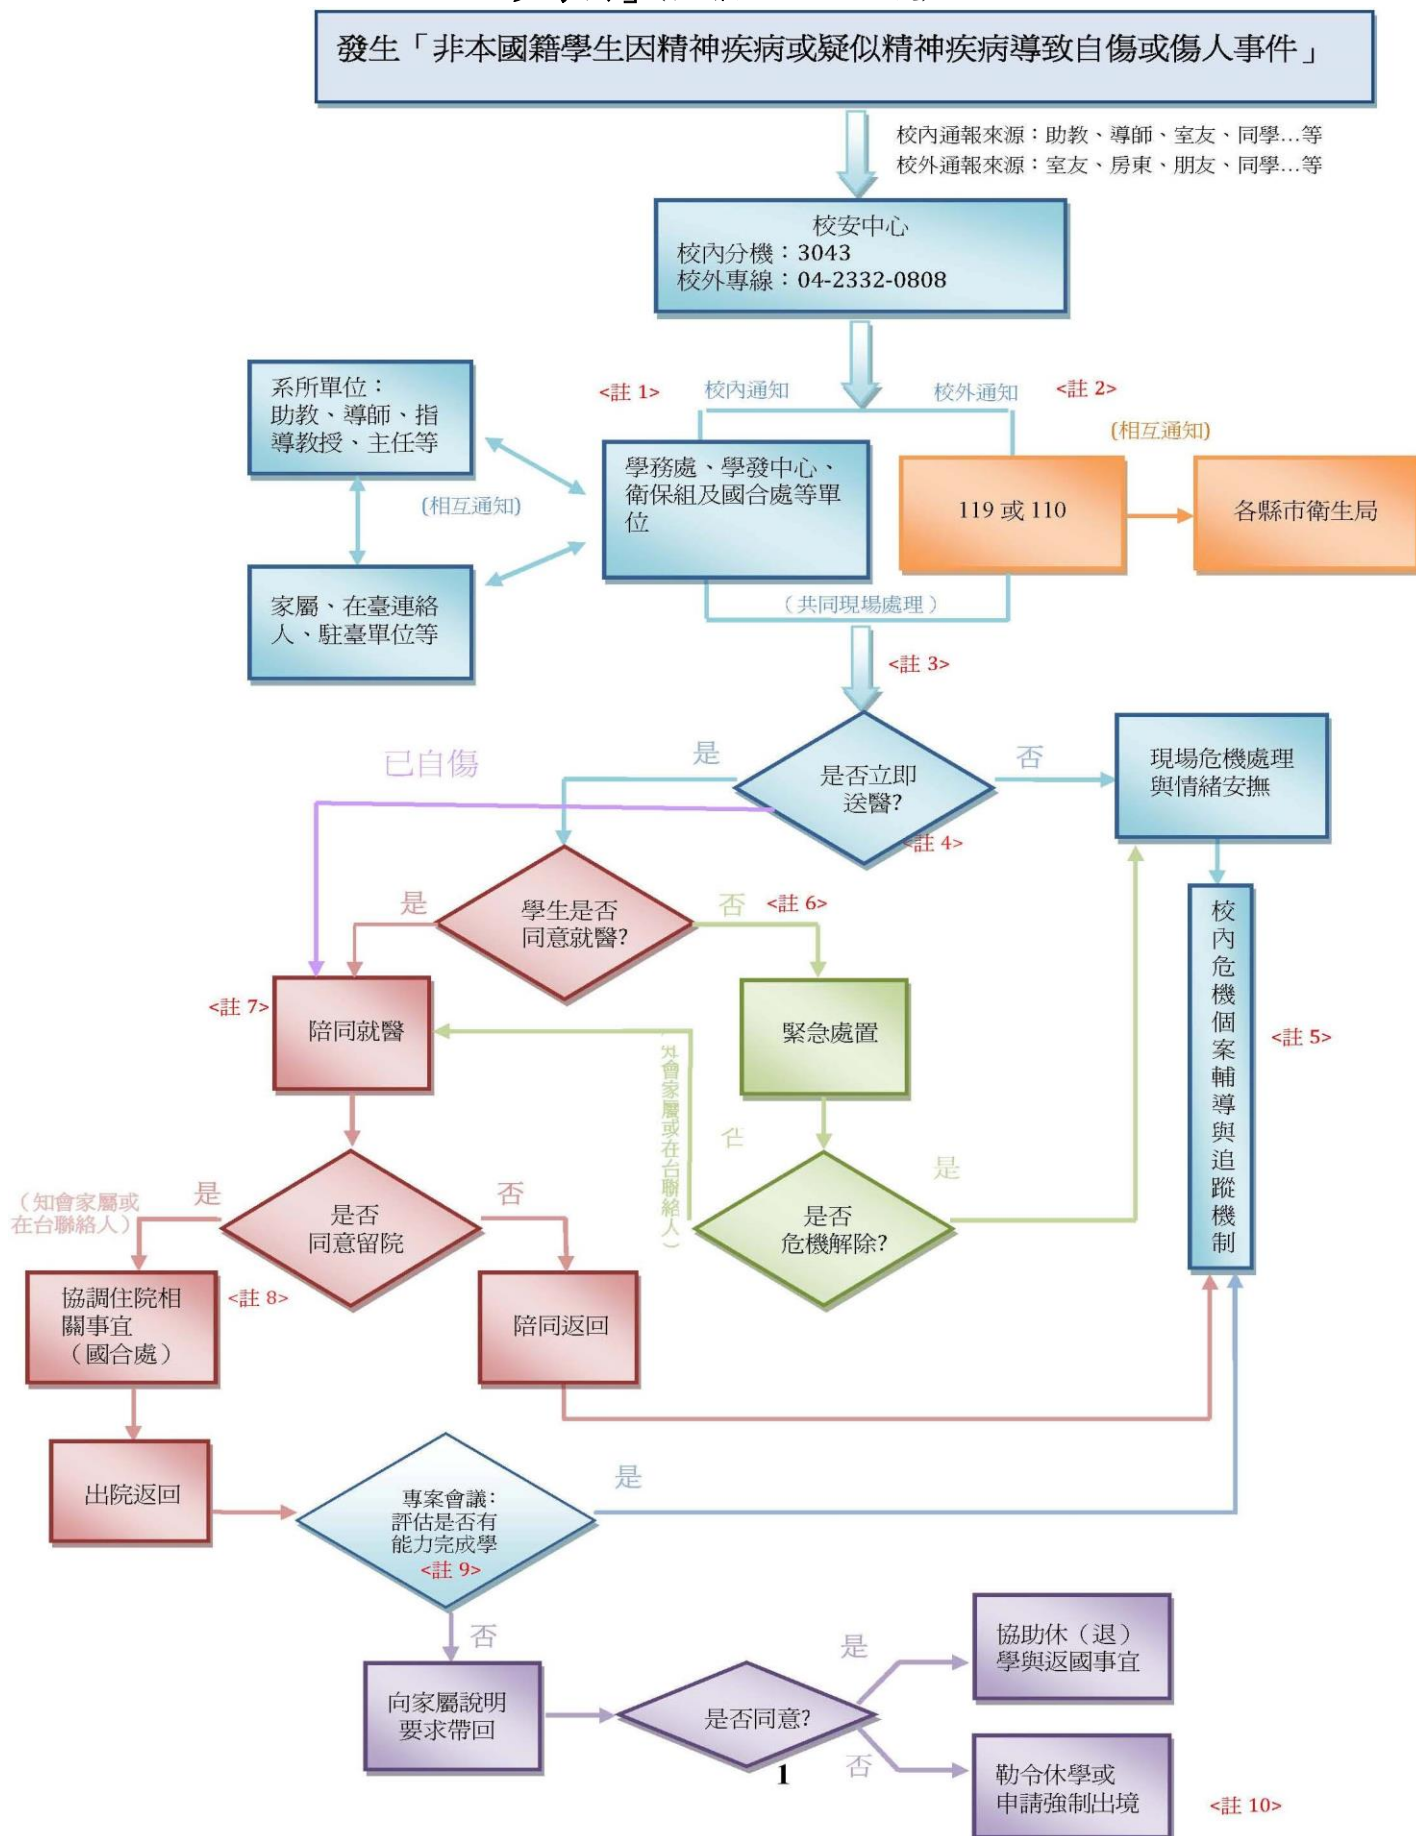 發生「非本國籍學生因精神疾病或疑似精神疾病導致自傷或傷人事件」
校內通報來源：助教、導師、室友、同學…等
校外通報來源：室友、房東、朋友、同學…等
校安中心
校內分機：3043
校外專線：04-2332-0808
<註 1>
校內通知
校外通知
<註 2>
系所單位：
助教、導師、指
導教授、主任等
(相互通知)
家屬、在臺連絡
人、駐臺單位等
學務處、學發中心、
衛保組及國合處等單
位
119 或 110
(相互通知)
各縣市衛生局
（共同現場處理）
<註 3>
是否立即
送醫?
<註 4>
是
否
已自傷
現場危機處理
與情緒安撫
校內危機個案輔導與追蹤機制
<註 5>
學生是否
同意就醫?
是
否
<註 6>
<註 7>
陪同就醫
緊急處置
知會家屬或在台聯絡人）
是否
危機解除?
是
是否
同意留院
是
否
（知會家屬或
在台聯絡人）
協調住院相
關事宜
（國合處）
<註 8>
陪同返回
出院返回
專案會議：
評估是否有
能力完成學
<註 9>
是
否
向家屬說明
要求帶回
是否同意?
是
否
協助休（退）
學與返國事宜
勒令休學或
申請強制出境
<註 10>
1